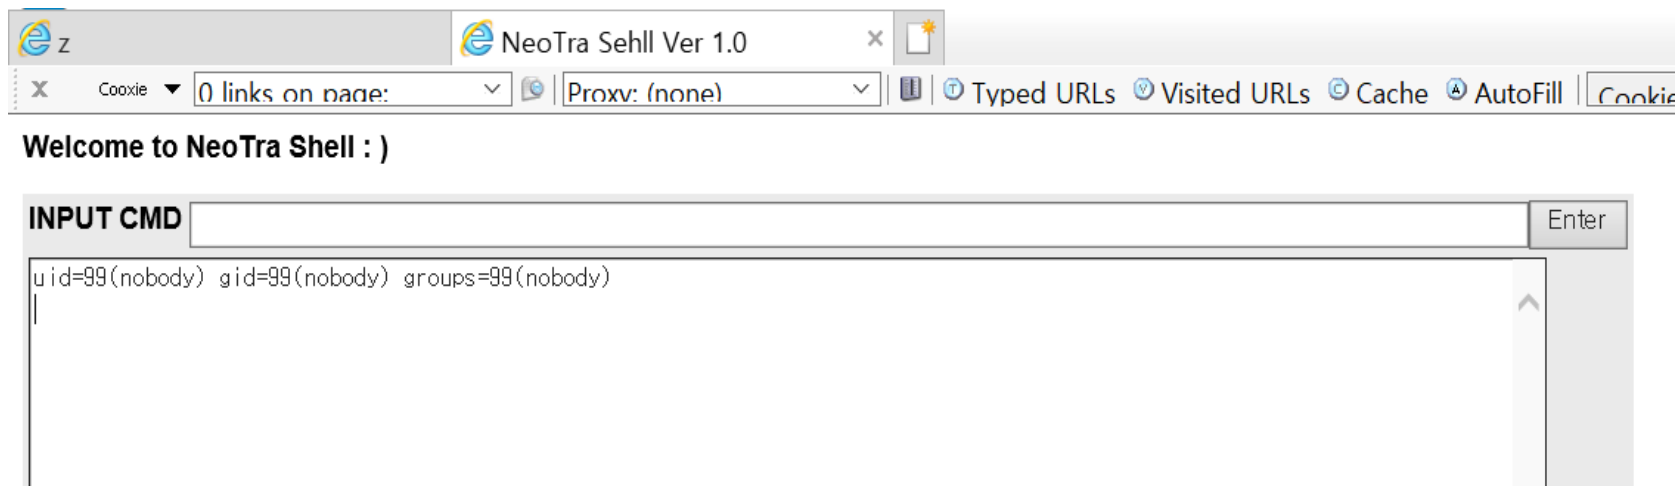 z
NeoTra Sehll Ver 1.0
x Cooxie 0 links on page: Proxy: (none) Typed URLs Visited URLs Cache AutoFill Cookie
Welcome to NeoTra Shell : )
INPUT CMD Enter
uid=99(nobody) gid=99(nobody) groups=99(nobody)